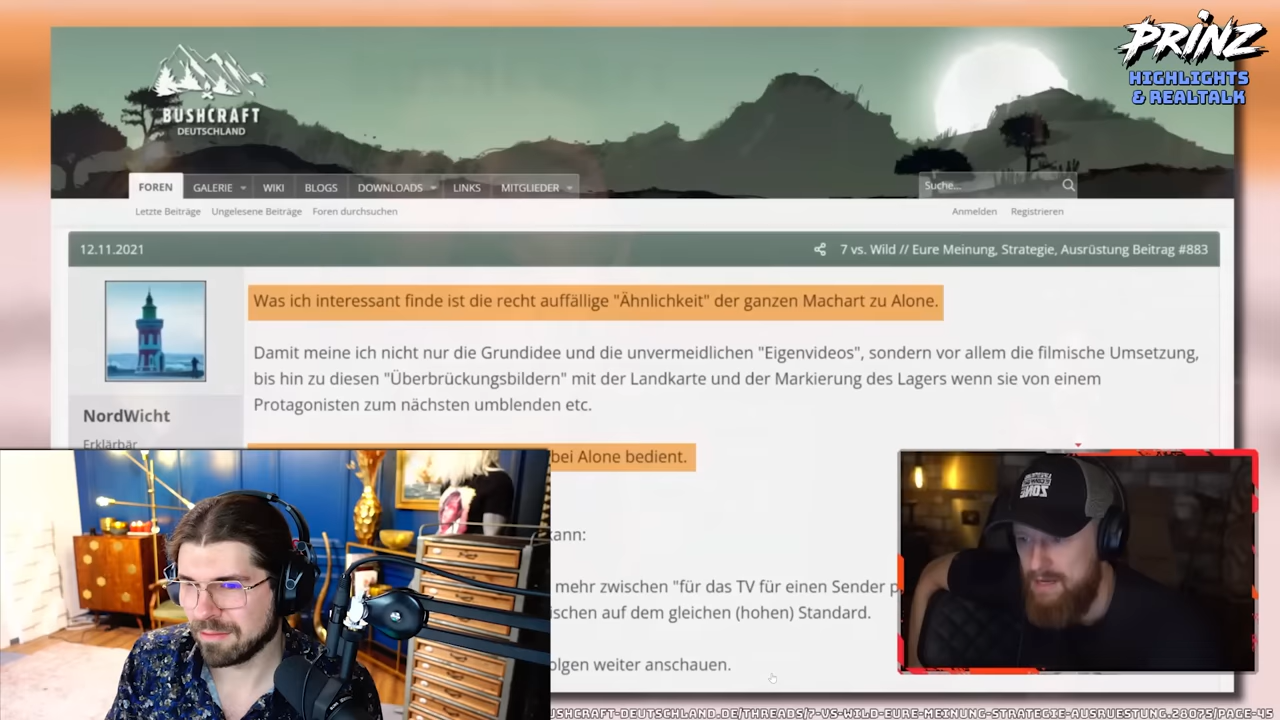 PRINZ
HIGHLIGHTS
& REALTALK
BUSHCRAFT
DEUTSCHLAND
FOREN GALERIE WIKI BLOGS DOWNLOADS LINKS MITGLIEDER
Suche...
Letzte Beiträge Ungelesene Beiträge Foren durchsuchen
Anmelden Registrieren
12.11.2021
7 vs. Wild // Eure Meinung, Strategie, Ausrüstung Beitrag #883
Was ich interessant finde ist die recht auffällige "Ähnlichkeit" der ganzen Machart zu Alone.
Damit meine ich nicht nur die Grundidee und die unvermeidlichen "Eigenvideos", sondern vor allem die filmische Umsetzung,
bis hin zu diesen "Überbrückungsbildern" mit der Landkarte und der Markierung des Lagers wenn sie von einem
Protagonisten zum nächsten umblenden etc.
NordWicht
Erklärbär
bei Alone bedient.
mehr zwischen "für das TV für einen Sender
auf dem gleichen (hohen) Standard.
weiter anschauen.
ZONE
BUSHCRAFT-DEUTSCHLAND.DE/THREADS/7-VS-WILD-EURE-MEINUNG-STRATEGIE-AUSRUESTUNG.28075/PAGE-45